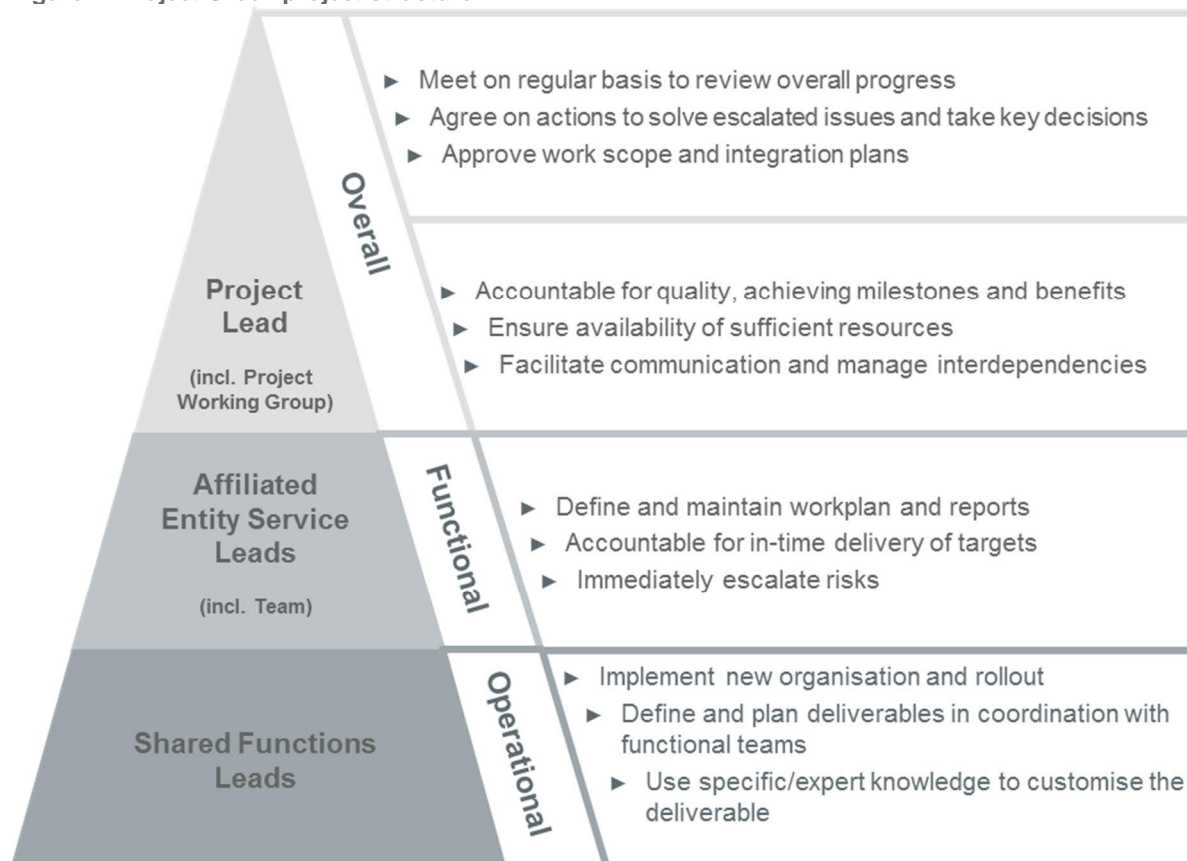 Meet on regular basis to review overall progress
Agree on actions to solve escalated issues and take key decisions
Approve work scope and integration plans
Overall
Project
Lead
(incl. Project
Working Group)
Accountable for quality, achieving milestones and benefits
Ensure availability of sufficient resources
Facilitate communication and manage interdependencies
Affiliated
Entity Service
Leads
(incl. Team)
Functional
Define and maintain workplan and reports
Accountable for in-time delivery of targets
Immediately escalate risks
Shared Functions
Leads
Operational
Implement new organisation and rollout
Define and plan deliverables in coordination with
functional teams
Use specific/expert knowledge to customise the
deliverable